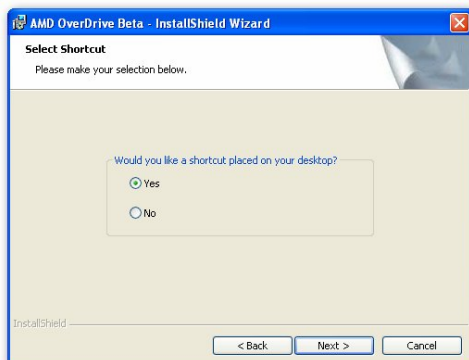 AMD OverDrive Beta - InstallShield Wizard
Select Shortcut
Please make your selection below.
Would you like a shortcut placed on your desktop?
Yes
No
InstallShield
< Back Next > Cancel